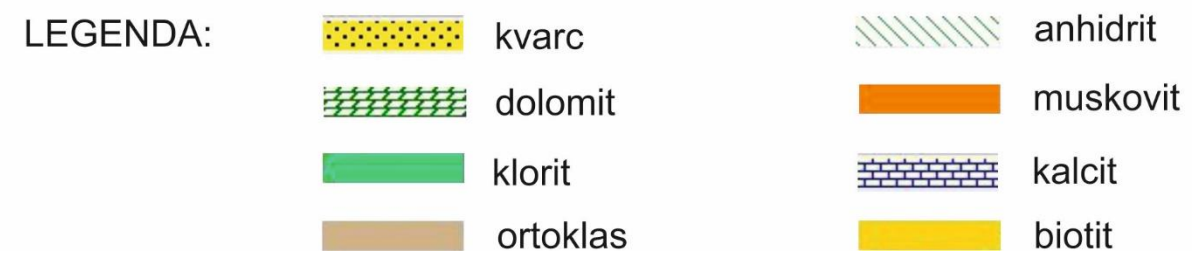 LEGENDA:
kvarc
anhidrit
dolomit
muskovit
klorit
kalcit
ortoklas
biotit